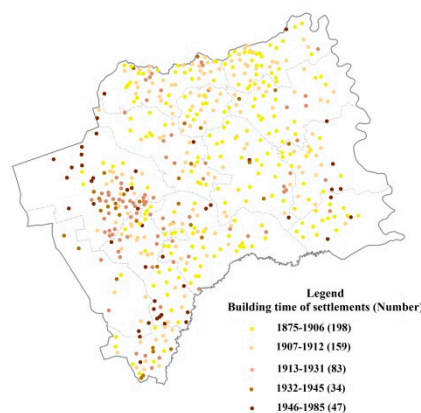 Legend
Building time of settlements (Number)
1875-1906 (198)
1907-1912 (159)
1913-1931 (83)
1932-1945 (34)
1946-1985 (47)